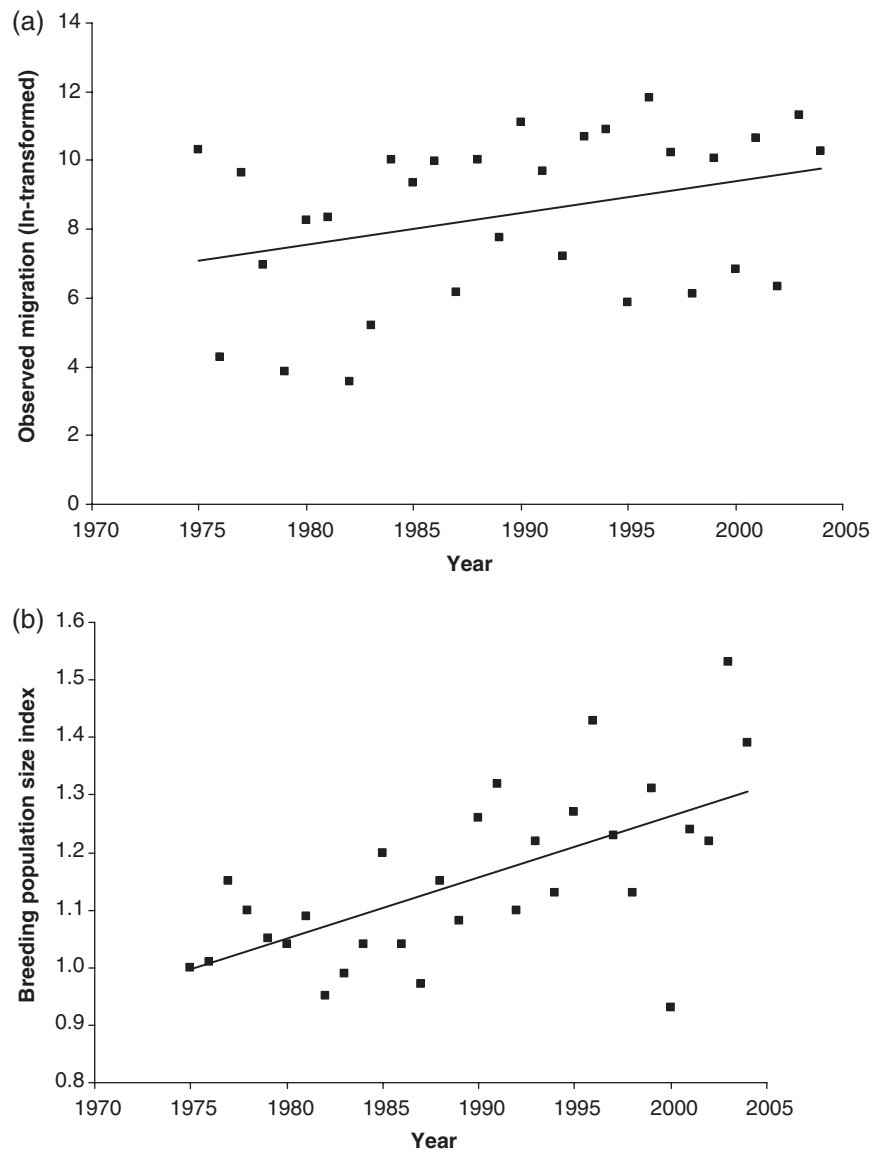 (a)
14
12
10
8
6
4
2
0
Observed migration (ln-transformed)
1970 1975 1980 1985 1990 1995 2000 2005
Year
(b)
1.6
1.5
1.4
1.3
1.2
1.1
1.0
0.9
0.8
Breeding population size index
1970 1975 1980 1985 1990 1995 2000 2005
Year